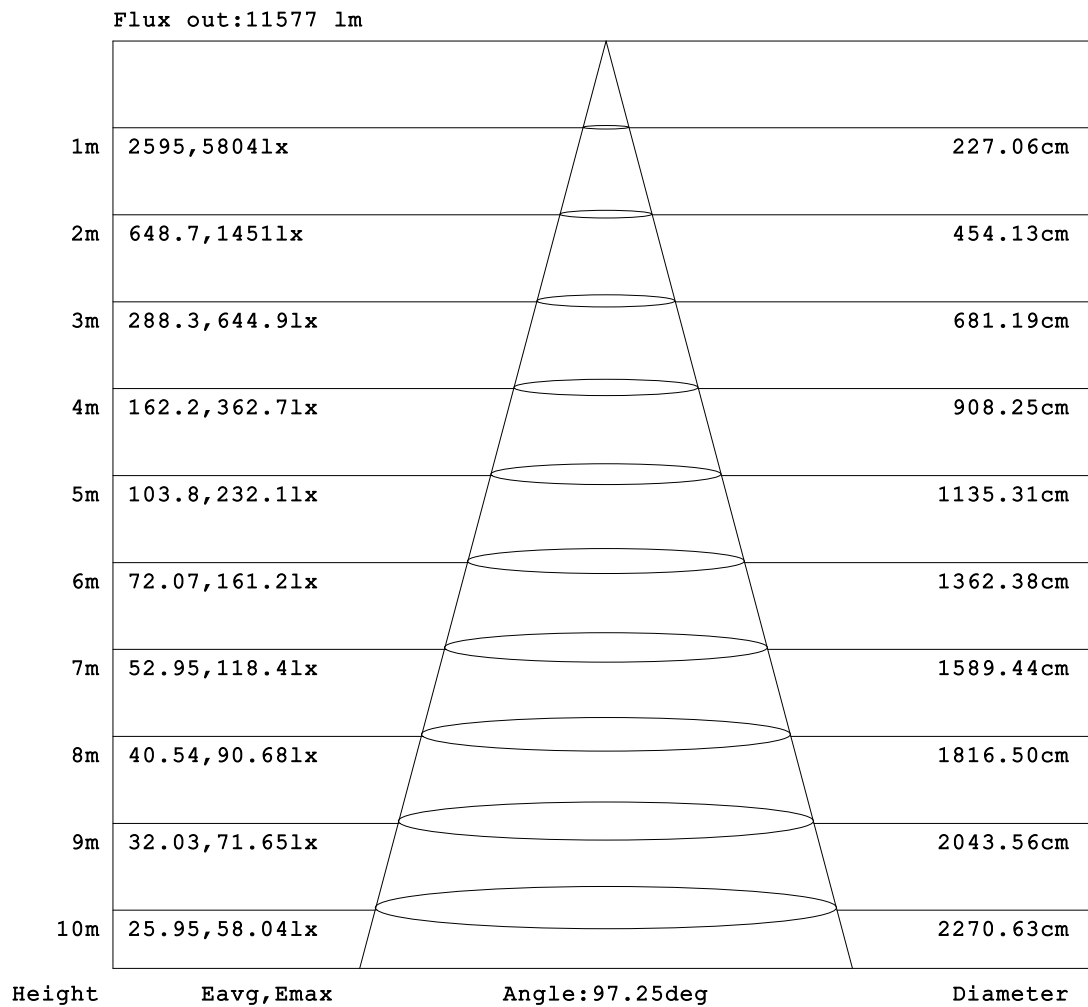 Flux out:11577 lm
1m 2595,5804lx 227.06cm
2m 648.7,1451lx 454.13cm
3m 288.3,644.9lx 681.19cm
4m 162.2,362.7lx 908.25cm
5m 103.8,232.1lx 1135.31cm
6m 72.07,161.2lx 1362.38cm
7m 52.95,118.4lx 1589.44cm
8m 40.54,90.68lx 1816.50cm
9m 32.03,71.65lx 2043.56cm
10m 25.95,58.04lx 2270.63cm
Height Eavg,Emax Angle:97.25deg Diameter